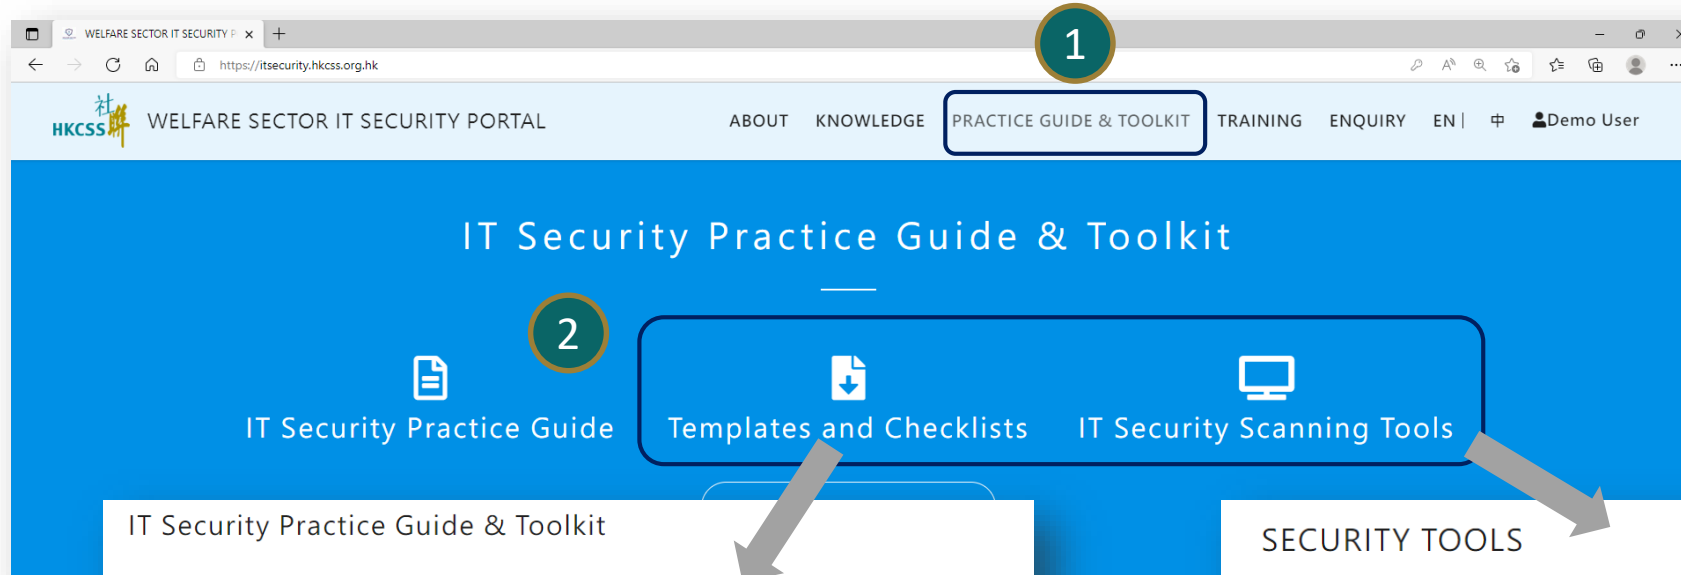 1
WELFARE SECTOR IT SECURITY P
https://itsecurity.hkcss.org.hk
社聯
HKCSS
WELFARE SECTOR IT SECURITY PORTAL
ABOUT KNOWLEDGE PRACTICE GUIDE & TOOLKIT TRAINING ENQUIRY EN | 中 Demo User
IT Security Practice Guide & Toolkit
2
IT Security Practice Guide Templates and Checklists IT Security Scanning Tools
IT Security Practice Guide & Toolkit
SECURITY TOOLS